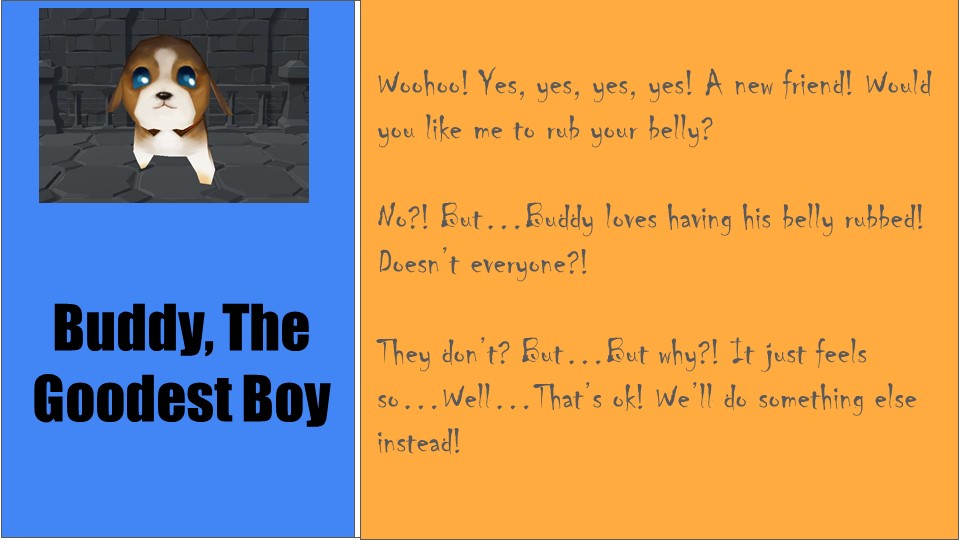 Buddy, The
Goodest Boy
Woohoo! Yes, yes, yes, yes! A new friend! Would
you like me to rub your belly?
No?! But...Buddy loves having his belly rubbed!
Doesn't everyone?!
They don't? But...But why?! It just feels
so...Well...That's ok! We'll do something else
instead!